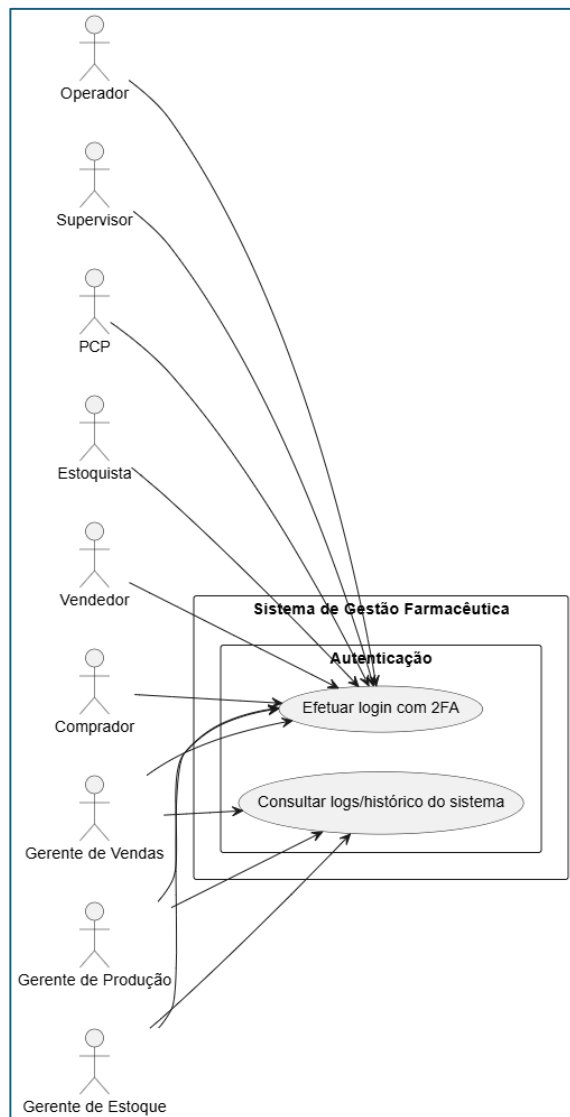 Operador
Supervisor
PCP
Estoquista
Vendedor
Sistema de Gestão Farmacêutica
Autenticação
Efetuar login com 2FA
Comprador
Consultar logs/histórico do sistema
Gerente de Vendas
Gerente de Produção
Gerente de Estoque